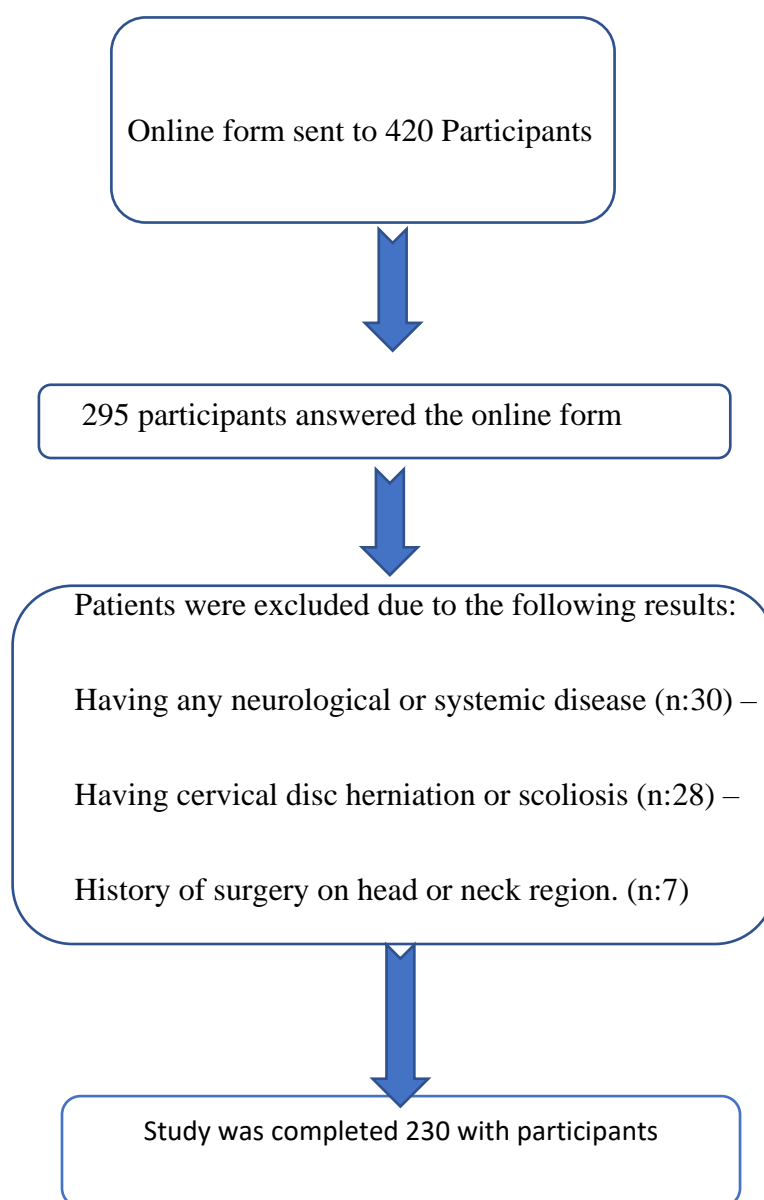 Online form sent to 420 Participants
295 participants answered the online form
Patients were excluded due to the following results:
Having any neurological or systemic disease (n:30) –
Having cervical disc herniation or scoliosis (n:28) –
History of surgery on head or neck region. (n:7)
Study was completed 230 with participants